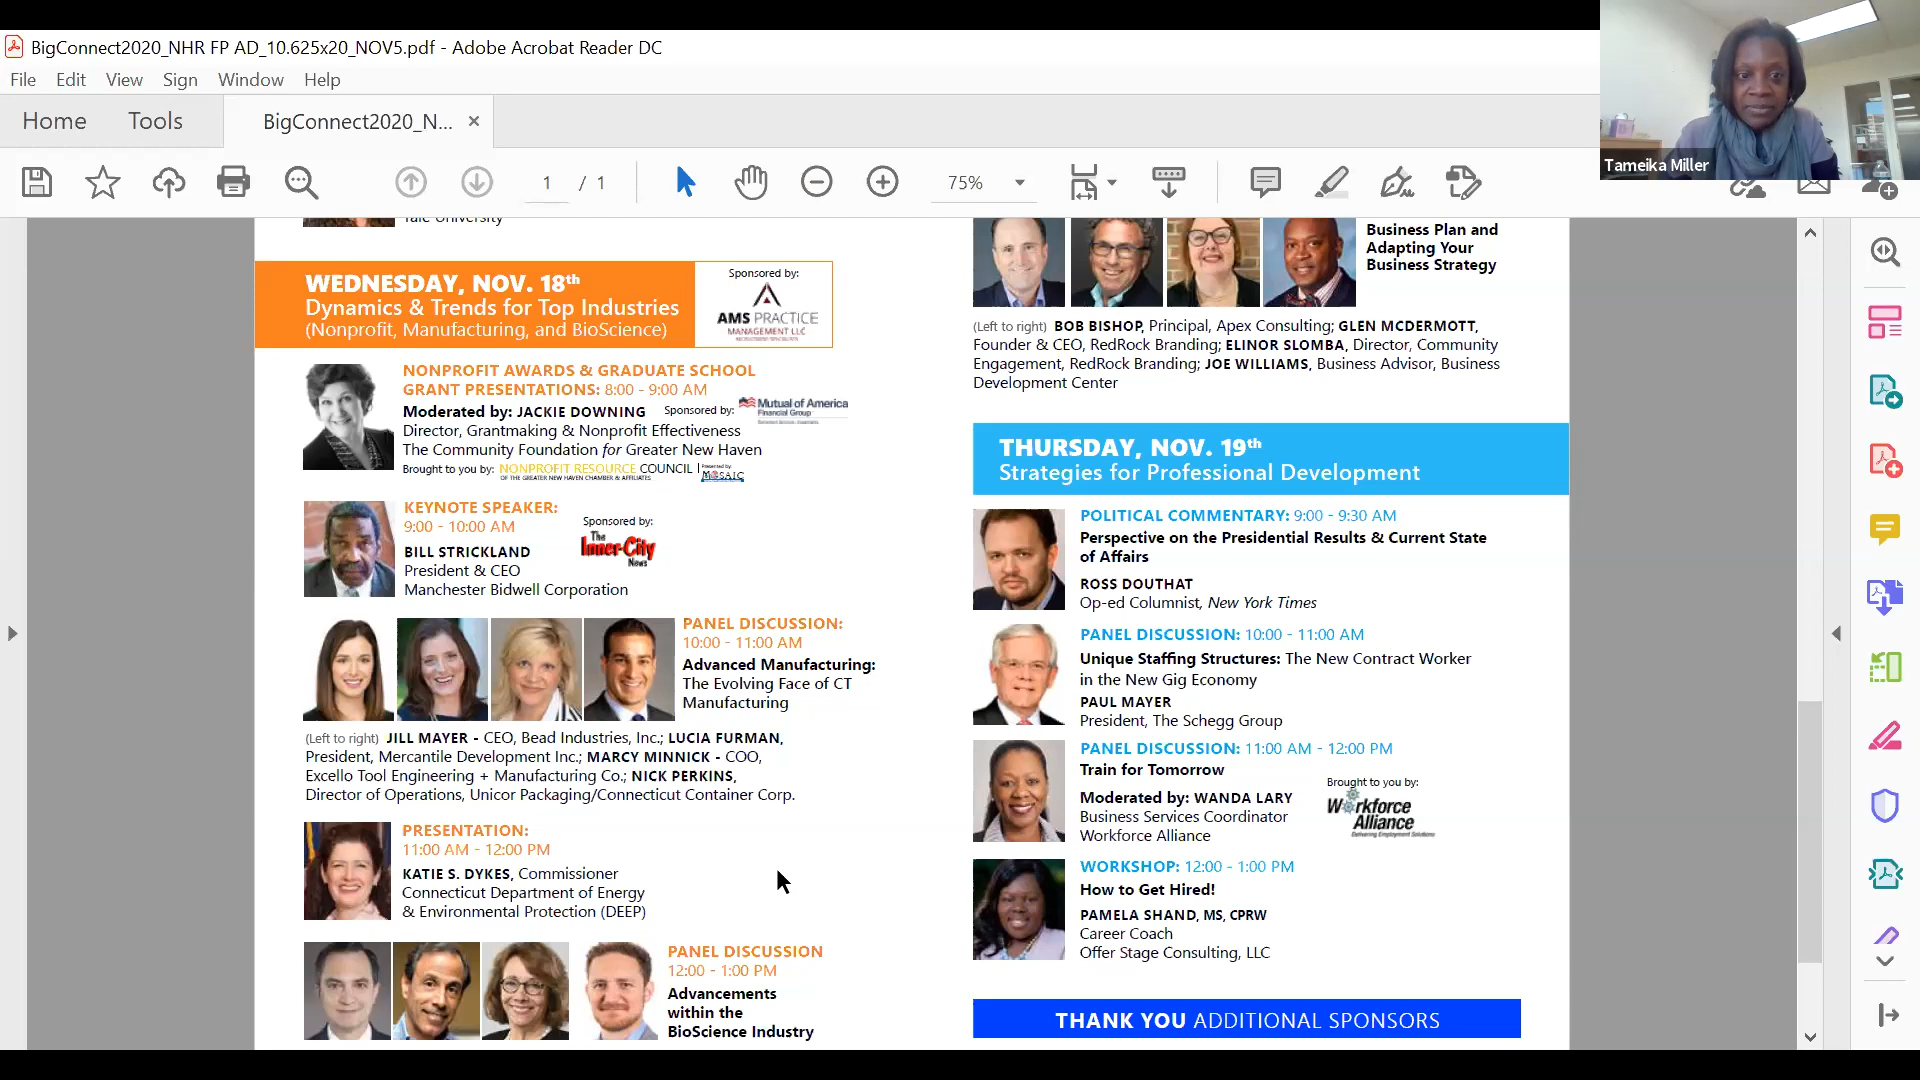 BigConnect2020_NHR FP AD_10.625x20_NOV5.pdf - Adobe Acrobat Reader DC
File Edit View Sign Window Help
Home Tools BigConnect2020_N... ×
1 / 1 75%
Tameika Miller
WEDNESDAY, NOV. 18th
Dynamics & Trends for Top Industries
(Nonprofit, Manufacturing, and BioScience)
Sponsored by:
AMS PRACTICE
MANAGEMENT LLC
NONPROFIT AWARDS & GRADUATE SCHOOL
GRANT PRESENTATIONS: 8:00 - 9:00 AM
Moderated by: JACKIE DOWNING
Sponsored by: Mutual of America
Financial Group
Director, Grantmaking & Nonprofit Effectiveness
The Community Foundation for Greater New Haven
Brought to you by: NONPROFIT RESOURCE COUNCIL
OF THE GREATER NEW HAVEN CHAMBER & AFFILIATES
Presented by:
MOSAIC
KEYNOTE SPEAKER:
9:00 - 10:00 AM
BILL STRICKLAND
President & CEO
Manchester Bidwell Corporation
Sponsored by:
The
Inner-City
News
PANEL DISCUSSION:
10:00 - 11:00 AM
Advanced Manufacturing:
The Evolving Face of CT
Manufacturing
(Left to right) JILL MAYER - CEO, Bead Industries, Inc.; LUCIA FURMAN,
President, Mercantile Development Inc.; MARCY MINNICK - COO,
Excello Tool Engineering + Manufacturing Co.; NICK PERKINS,
Director of Operations, Unicor Packaging/Connecticut Container Corp.
PRESENTATION:
11:00 AM - 12:00 PM
KATIE S. DYKES, Commissioner
Connecticut Department of Energy
& Environmental Protection (DEEP)
PANEL DISCUSSION
12:00 - 1:00 PM
Advancements
within the
BioScience Industry
Business Plan and
Adapting Your
Business Strategy
(Left to right) BOB BISHOP, Principal, Apex Consulting; GLEN MCDERMOTT,
Founder & CEO, RedRock Branding; ELINOR SLOMBA, Director, Community
Engagement, RedRock Branding; JOE WILLIAMS, Business Advisor, Business
Development Center
THURSDAY, NOV. 19th
Strategies for Professional Development
POLITICAL COMMENTARY: 9:00 - 9:30 AM
Perspective on the Presidential Results & Current State
of Affairs
ROSS DOUTHAT
Op-ed Columnist, New York Times
PANEL DISCUSSION: 10:00 - 11:00 AM
Unique Staffing Structures: The New Contract Worker
in the New Gig Economy
PAUL MAYER
President, The Schegg Group
PANEL DISCUSSION: 11:00 AM - 12:00 PM
Train for Tomorrow
Moderated by: WANDA LARY
Business Services Coordinator
Workforce Alliance
Brought to you by:
Workforce
Alliance
Delivering Employment Solutions
WORKSHOP: 12:00 - 1:00 PM
How to Get Hired!
PAMELA SHAND, MS, CPRW
Career Coach
Offer Stage Consulting, LLC
THANK YOU ADDITIONAL SPONSORS